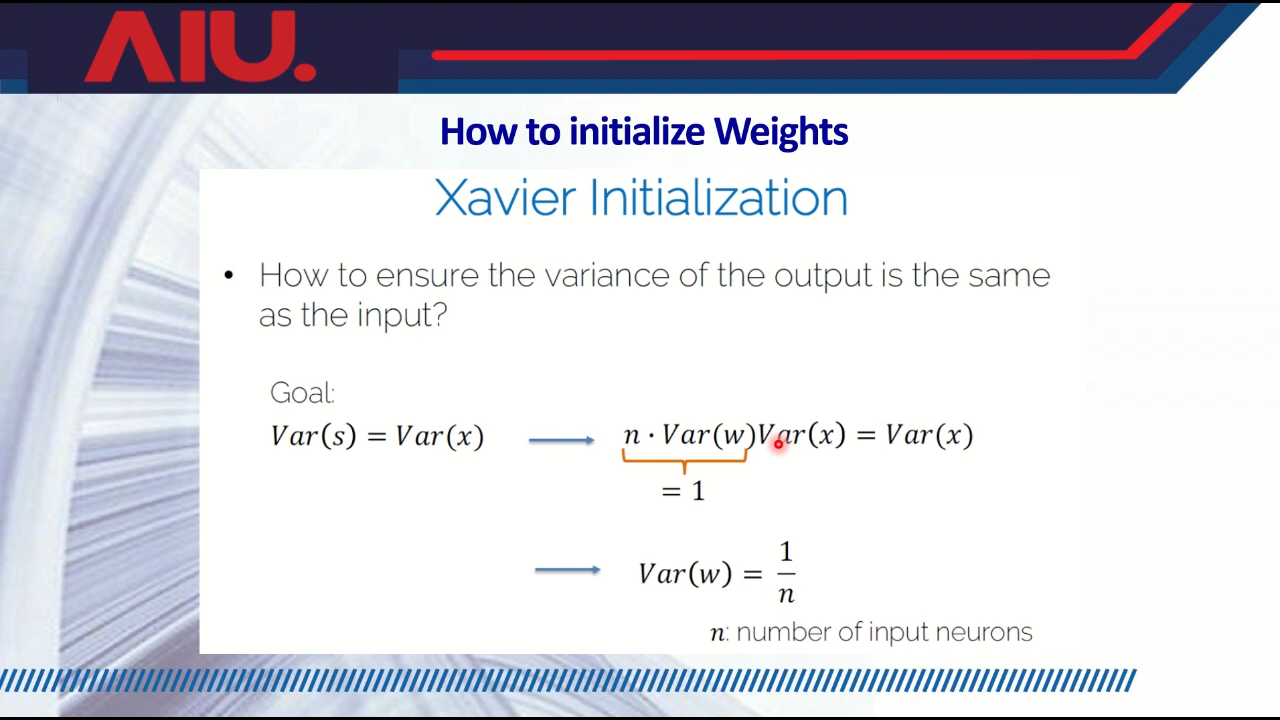 AIU.
How to initialize Weights
Xavier Initialization
• How to ensure the variance of the output is the same
as the input?
Goal:
Var(s) = Var(x) → n · Var(w)Var(x) = Var(x)
= 1
→ Var(w) = 1/n
n: number of input neurons